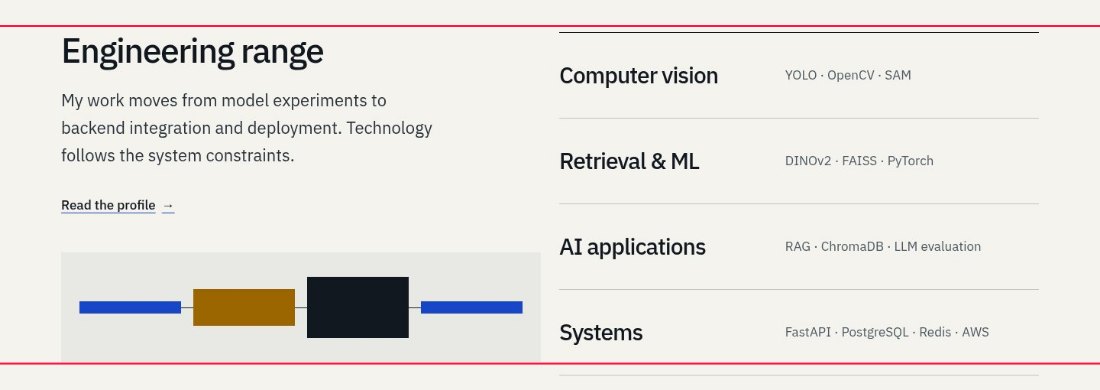 Engineering range
My work moves from model experiments to
backend integration and deployment. Technology
follows the system constraints.
Read the profile →
Computer vision
YOLO · OpenCV · SAM
Retrieval & ML
DINOv2 · FAISS · PyTorch
AI applications
RAG · ChromaDB · LLM evaluation
Systems
FastAPI · PostgreSQL · Redis · AWS